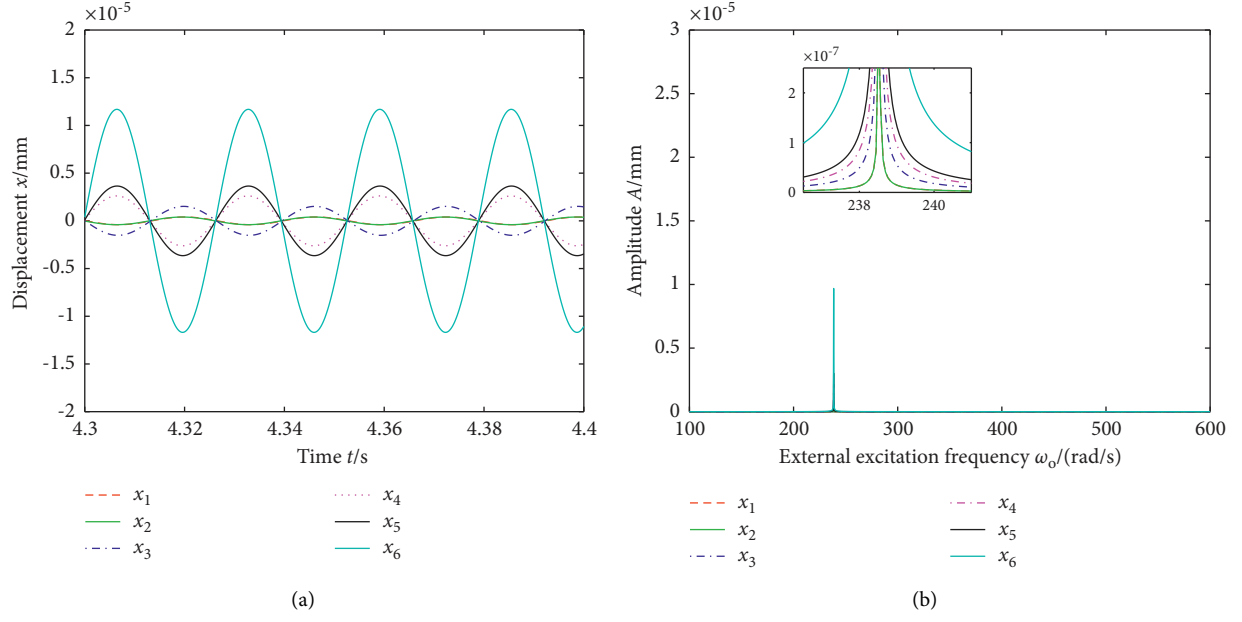 ×10⁻⁵
2
1.5
1
0.5
0
-0.5
-1
-1.5
-2
Displacement x/mm
4.3 4.32 4.34 4.36 4.38 4.4
Time t/s
x₁ x₄
x₂ x₅
x₃ x₆
(a)
×10⁻⁵
3
2.5
2
1.5
1
0.5
0
Amplitude A/mm
×10⁻⁷
2
1
0
238 240
100 200 300 400 500 600
External excitation frequency ωₒ/(rad/s)
x₁ x₄
x₂ x₅
x₃ x₆
(b)